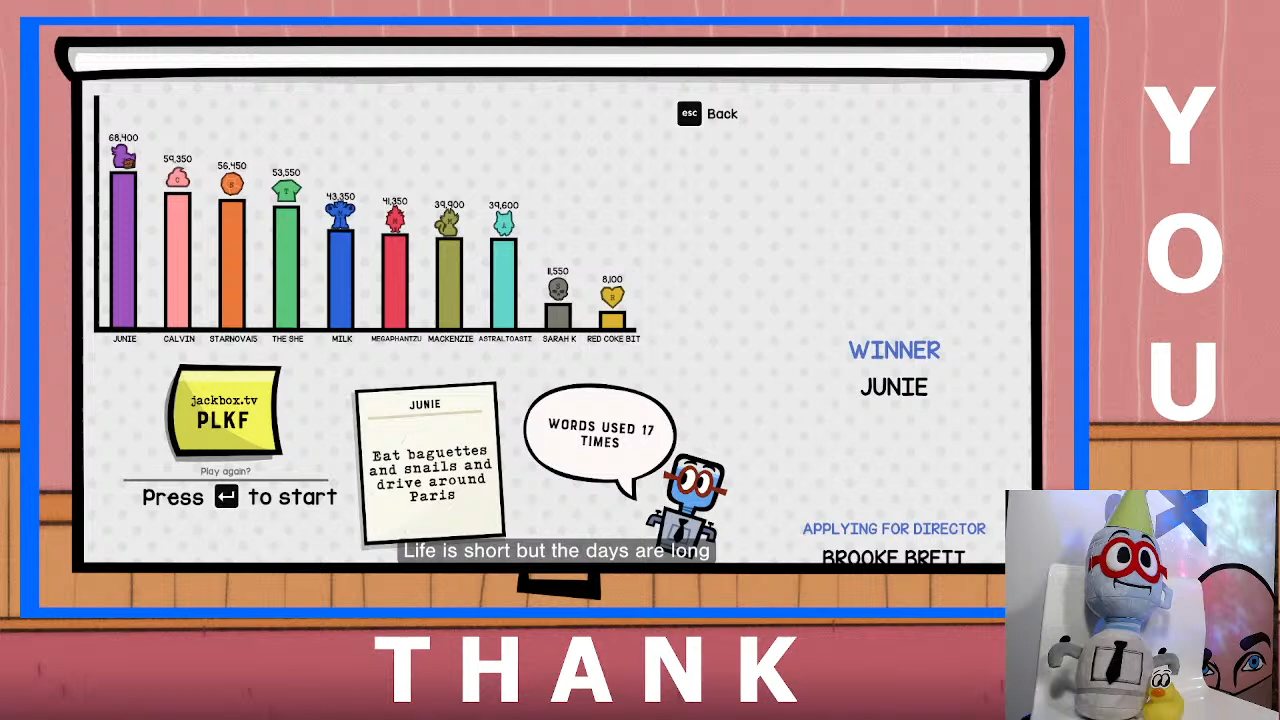 68,400
59,350
56,450
53,550
43,350
41,350
39,900
39,600
11,550
8,100
C
S
T
JUNIE
CALVIN
STARNOVA15
THE SHE
MILK
MEGAPHANTZU
MACKENZIE
ASTRALTOASTI
SARAH K
RED COKE BIT
esc Back
WINNER
JUNIE
jackbox.tv
PLKF
Play again?
Press to start
JUNIE
Eat baguettes
and snails and
drive around
Paris
WORDS USED 17
TIMES
APPLYING FOR DIRECTOR
BROOKE BRETT
Life is short but the days are long
THANK
YOU